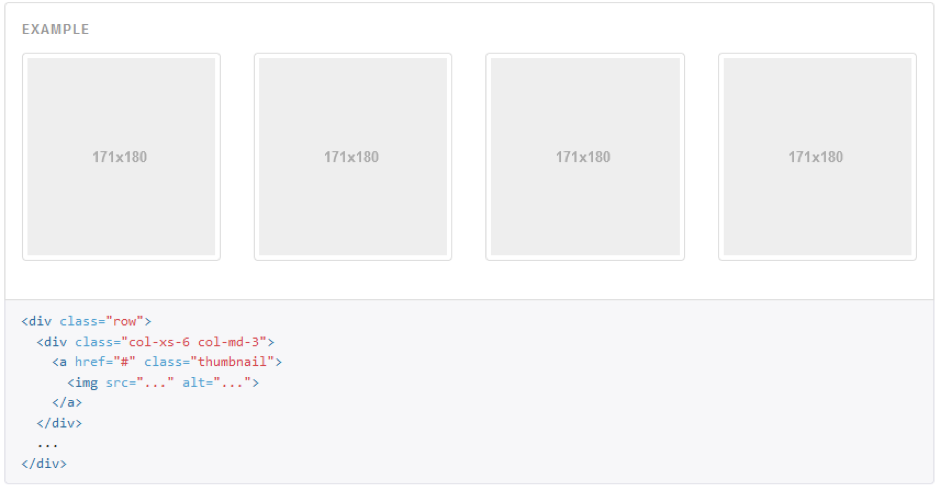 EXAMPLE
171x180 171x180 171x180 171x180
<div class="row">
  <div class="col-xs-6 col-md-3">
    <a href="#" class="thumbnail">
      <img src="..." alt="...">
    </a>
  </div>
  ...
</div>